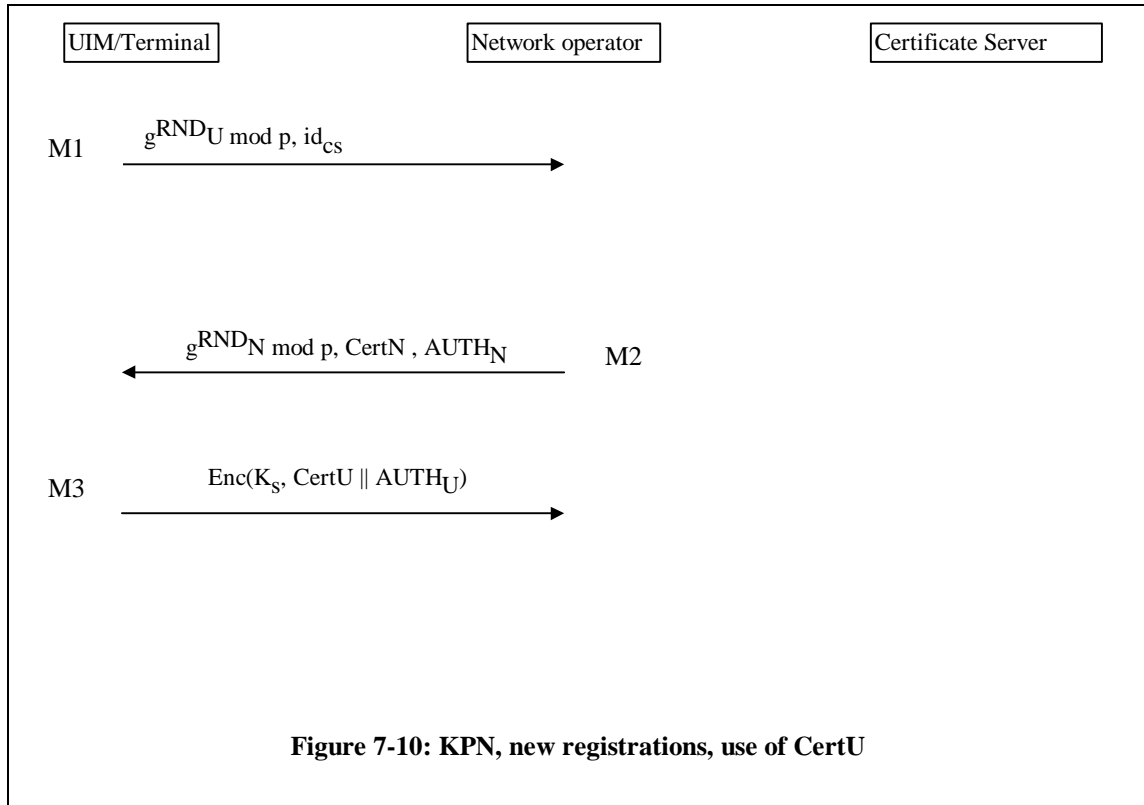 UIM/Terminal
Network operator
Certificate Server
M1
gRNDU mod p, idcs
gRNDN mod p, CertN , AUTHN
M2
M3
Enc(Ks, CertU || AUTHU)
Figure 7-10: KPN, new registrations, use of CertU